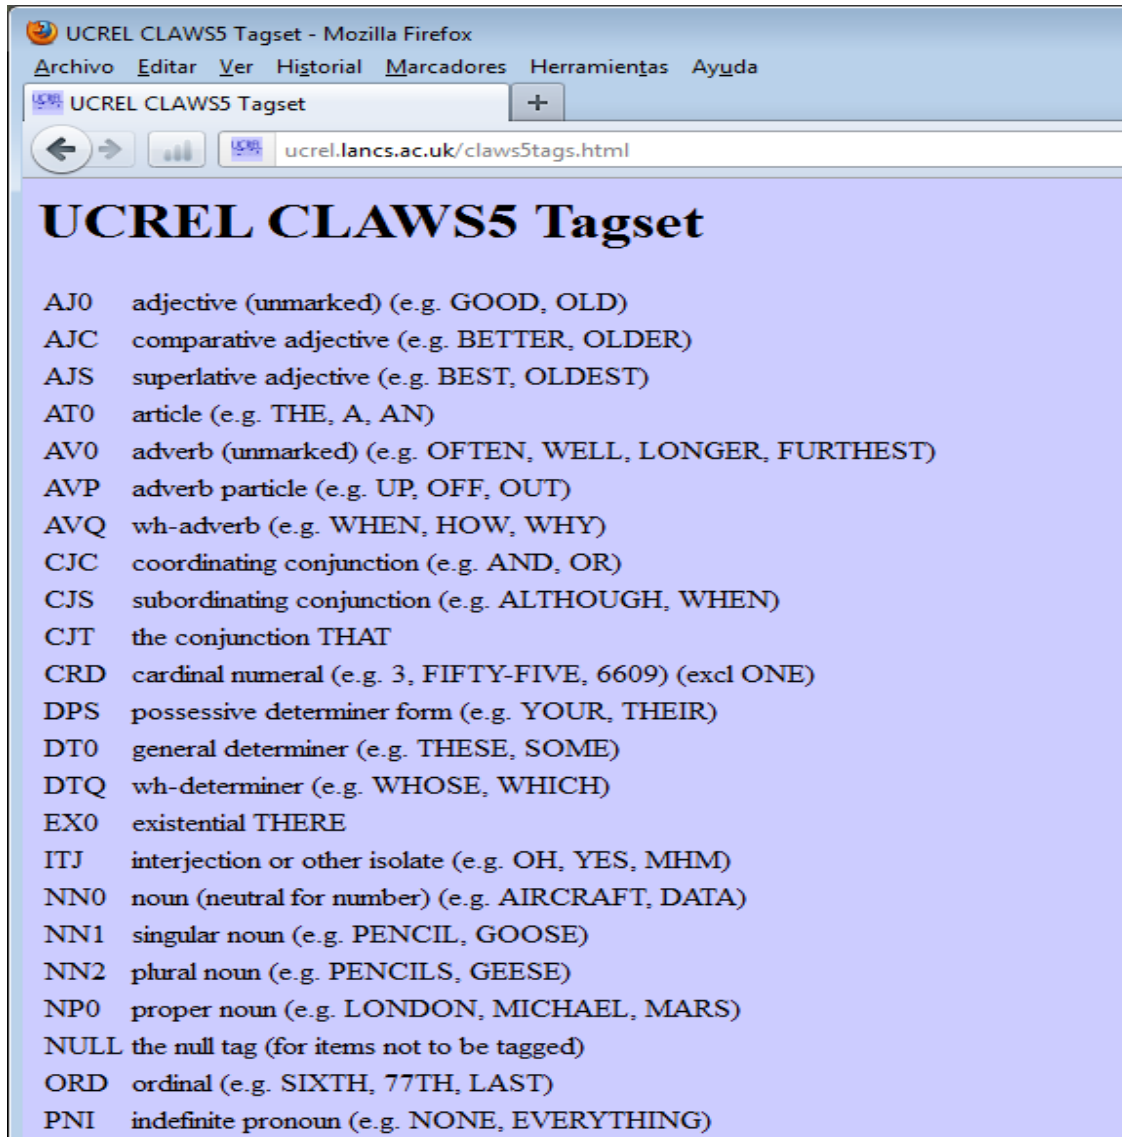 UCREL CLAWS5 Tagset - Mozilla Firefox
Archivo Editar Ver Historial Marcadores Herramientas Ayuda
UCREL CLAWS5 Tagset +
ucrel.lancs.ac.uk/claws5tags.html
UCREL CLAWS5 Tagset
AJ0 adjective (unmarked) (e.g. GOOD, OLD)
AJC comparative adjective (e.g. BETTER, OLDER)
AJS superlative adjective (e.g. BEST, OLDEST)
AT0 article (e.g. THE, A, AN)
AV0 adverb (unmarked) (e.g. OFTEN, WELL, LONGER, FURTHEST)
AVP adverb particle (e.g. UP, OFF, OUT)
AVQ wh-adverb (e.g. WHEN, HOW, WHY)
CJC coordinating conjunction (e.g. AND, OR)
CJS subordinating conjunction (e.g. ALTHOUGH, WHEN)
CJT the conjunction THAT
CRD cardinal numeral (e.g. 3, FIFTY-FIVE, 6609) (excl ONE)
DPS possessive determiner form (e.g. YOUR, THEIR)
DT0 general determiner (e.g. THESE, SOME)
DTQ wh-determiner (e.g. WHOSE, WHICH)
EX0 existential THERE
ITJ interjection or other isolate (e.g. OH, YES, MHM)
NN0 noun (neutral for number) (e.g. AIRCRAFT, DATA)
NN1 singular noun (e.g. PENCIL, GOOSE)
NN2 plural noun (e.g. PENCILS, GEESE)
NP0 proper noun (e.g. LONDON, MICHAEL, MARS)
NULL the null tag (for items not to be tagged)
ORD ordinal (e.g. SIXTH, 77TH, LAST)
PNI indefinite pronoun (e.g. NONE, EVERYTHING)